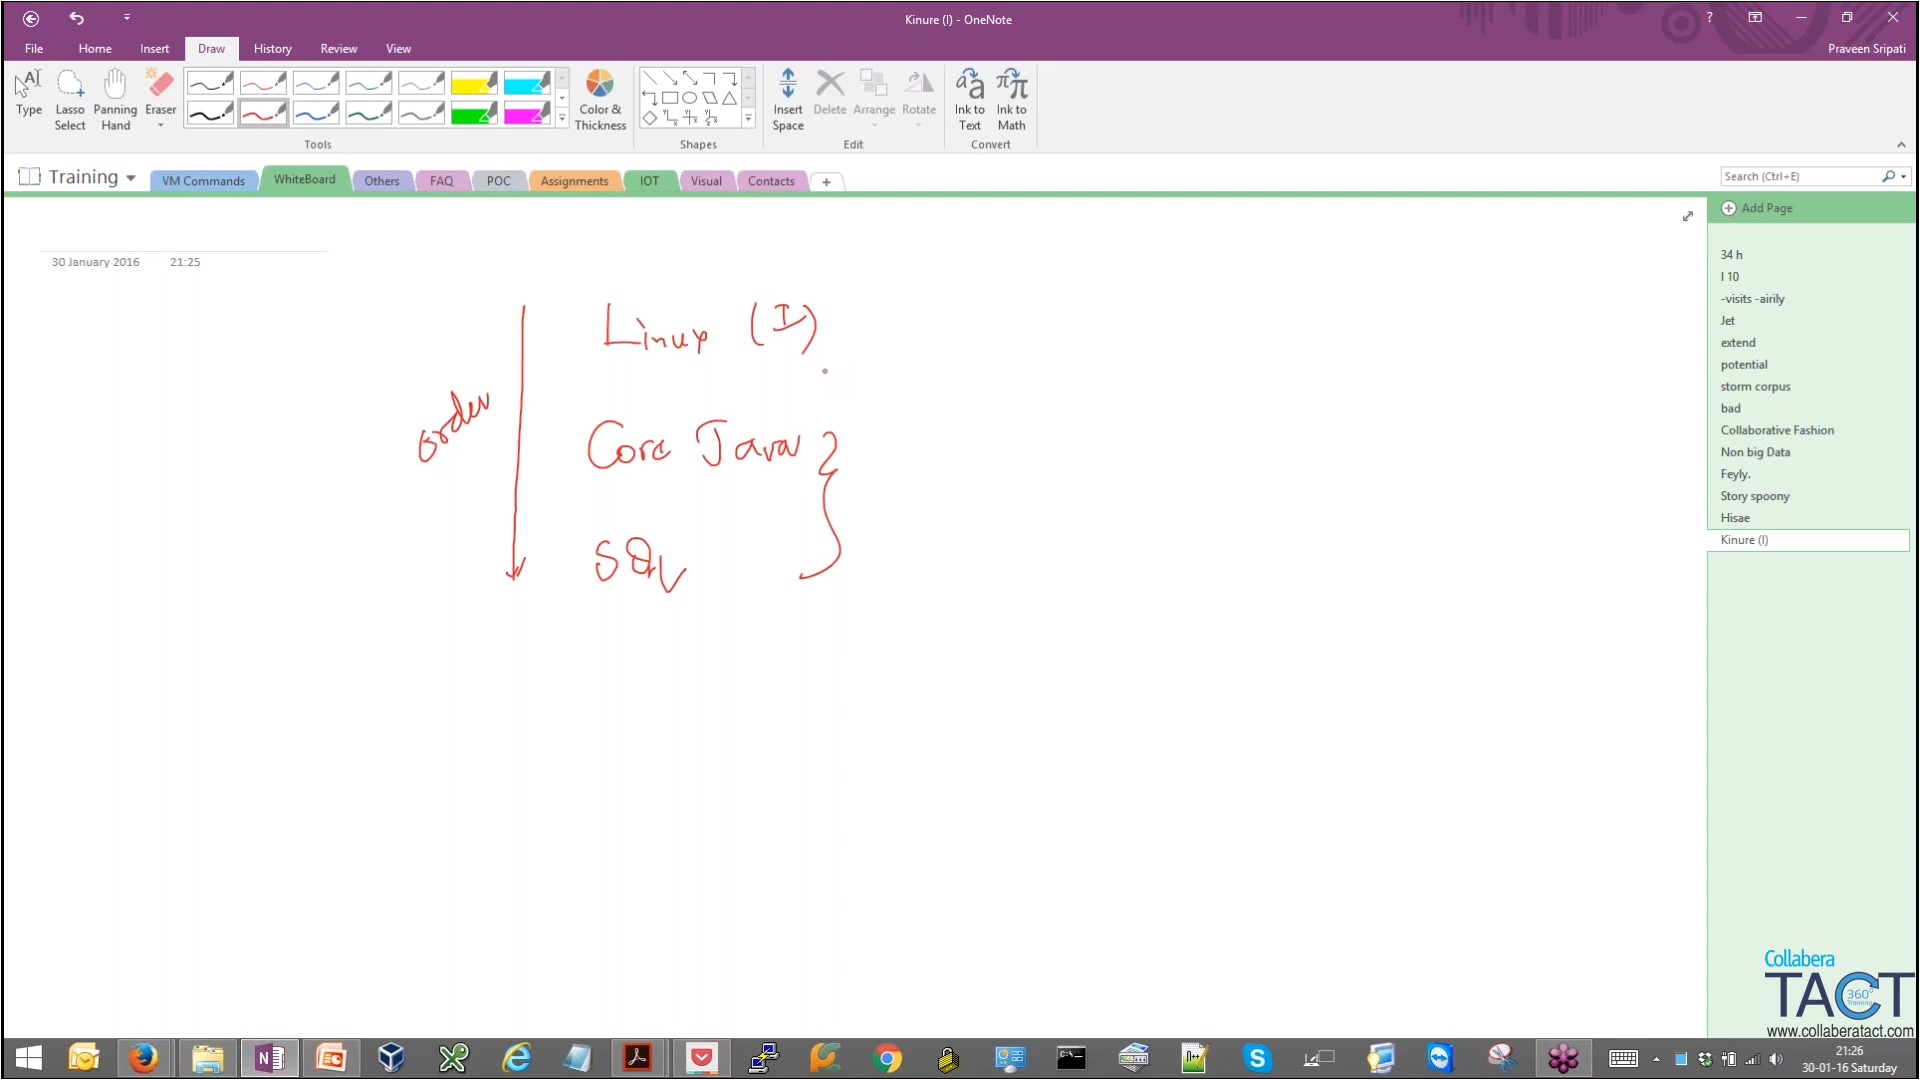 Kinure (I) - OneNote
?
File Home Insert Draw History Review View
Praveen Sripati
Type
Lasso Select
Panning Hand
Eraser
Color & Thickness
Insert Space
Delete
Arrange
Rotate
Ink to Text
Ink to Math
Tools
Shapes
Edit
Convert
Training
VM Commands
WhiteBoard
Others
FAQ
POC
Assignments
IOT
Visual
Contacts
+
Search (Ctrl+E)
Add Page
30 January 2016 21:25
34 h
I 10
-visits -airily
Jet
extend
potential
storm corpus
bad
Collaborative Fashion
Non big Data
Feyly.
Story spoony
Hisae
Kinure (I)
Linux (I)
order
Core Java
SQL
Collabera
TACT
360°
Training
www.collaberatact.com
21:26
30-01-16 Saturday